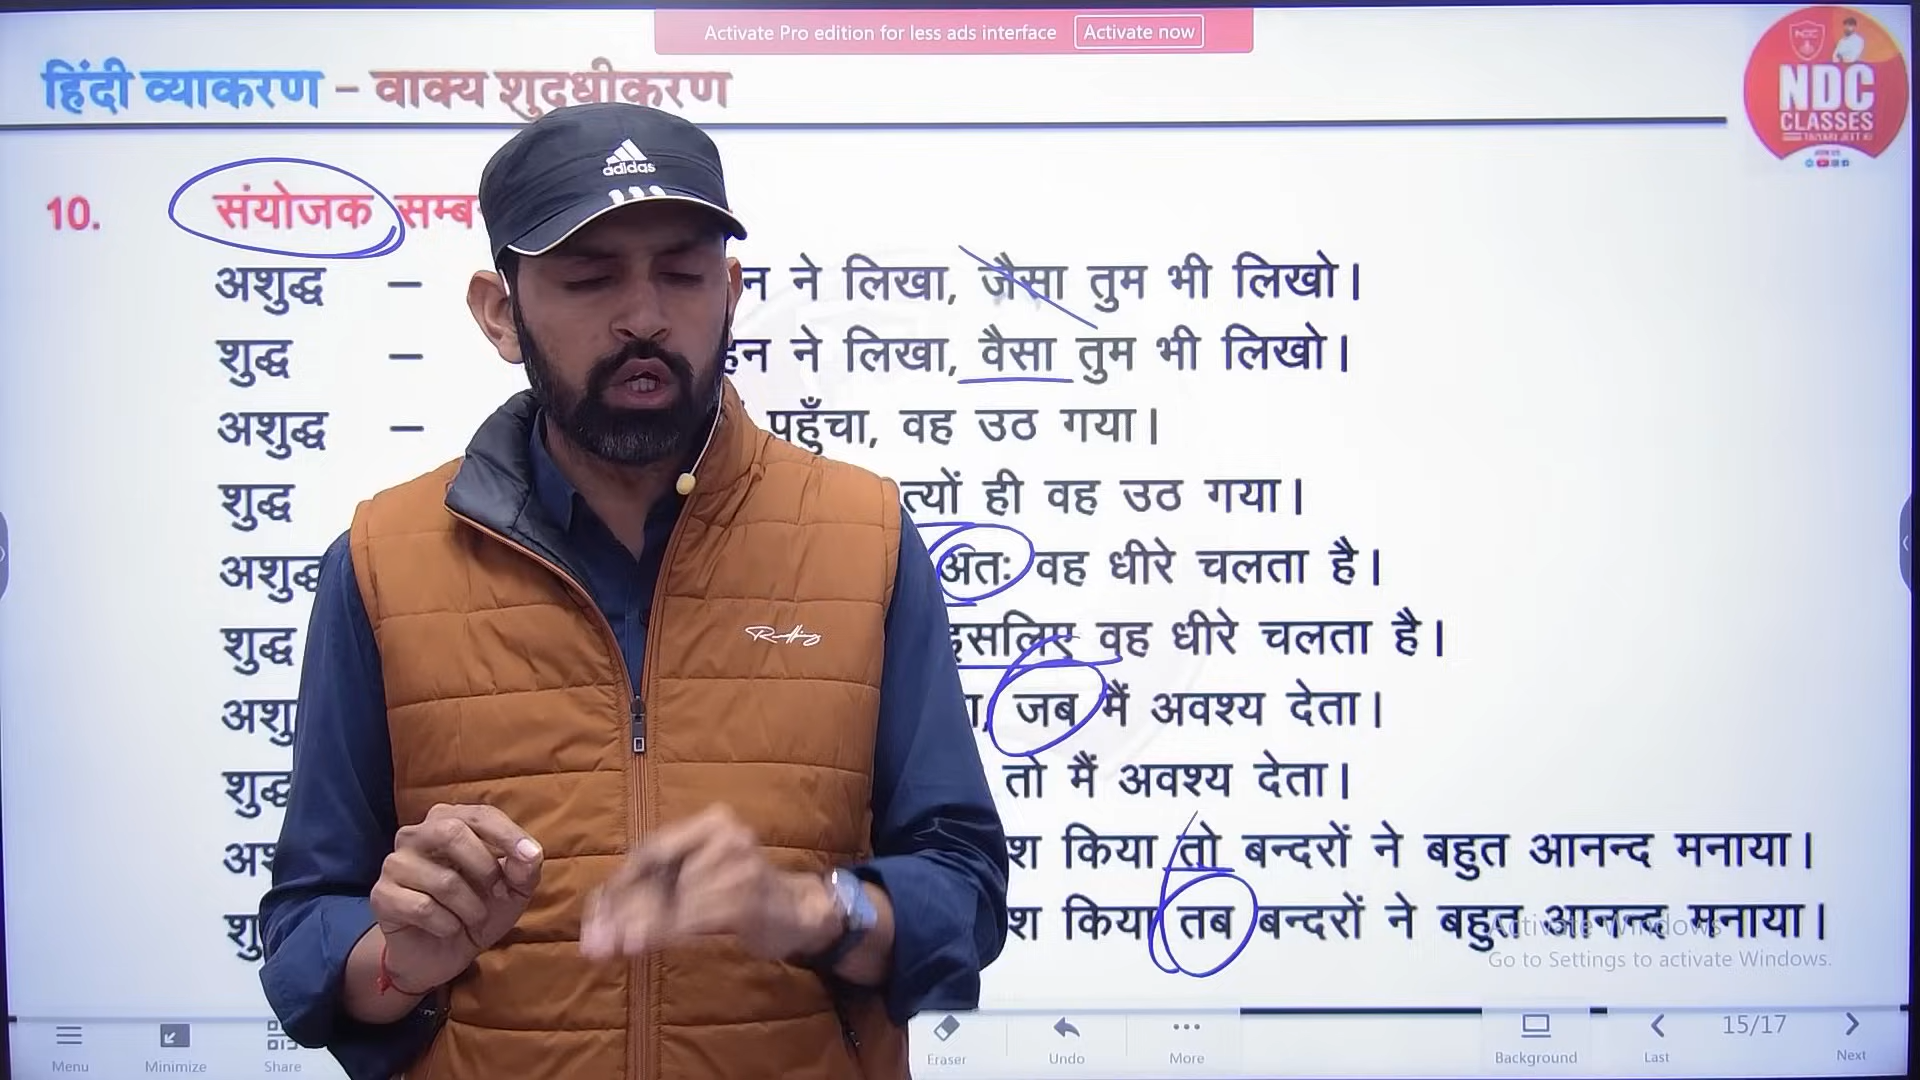 Activate Pro edition for less ads interface Activate now
हिंदी व्याकरण – वाक्य शुद्धीकरण
NDC
CLASSES
adidas
10. संयोजक
अशुद्ध – ने लिखा, जैसा तुम भी लिखो।
शुद्ध – ने लिखा, वैसा तुम भी लिखो।
अशुद्ध – पहुँचा, वह उठ गया।
शुद्ध त्यों ही वह उठ गया।
अशुद्ध अतः वह धीरे चलता है।
शुद्ध इसलिए वह धीरे चलता है।
जब मैं अवश्य देता।
शुद्ध तो मैं अवश्य देता।
किया तो बन्दरों ने बहुत आनन्द मनाया।
किया तब बन्दरों ने बहुत आनन्द मनाया।
Activate Windows
Go to Settings to activate Windows.
Menu Minimize Share Eraser Undo More Background Last 15/17 Next